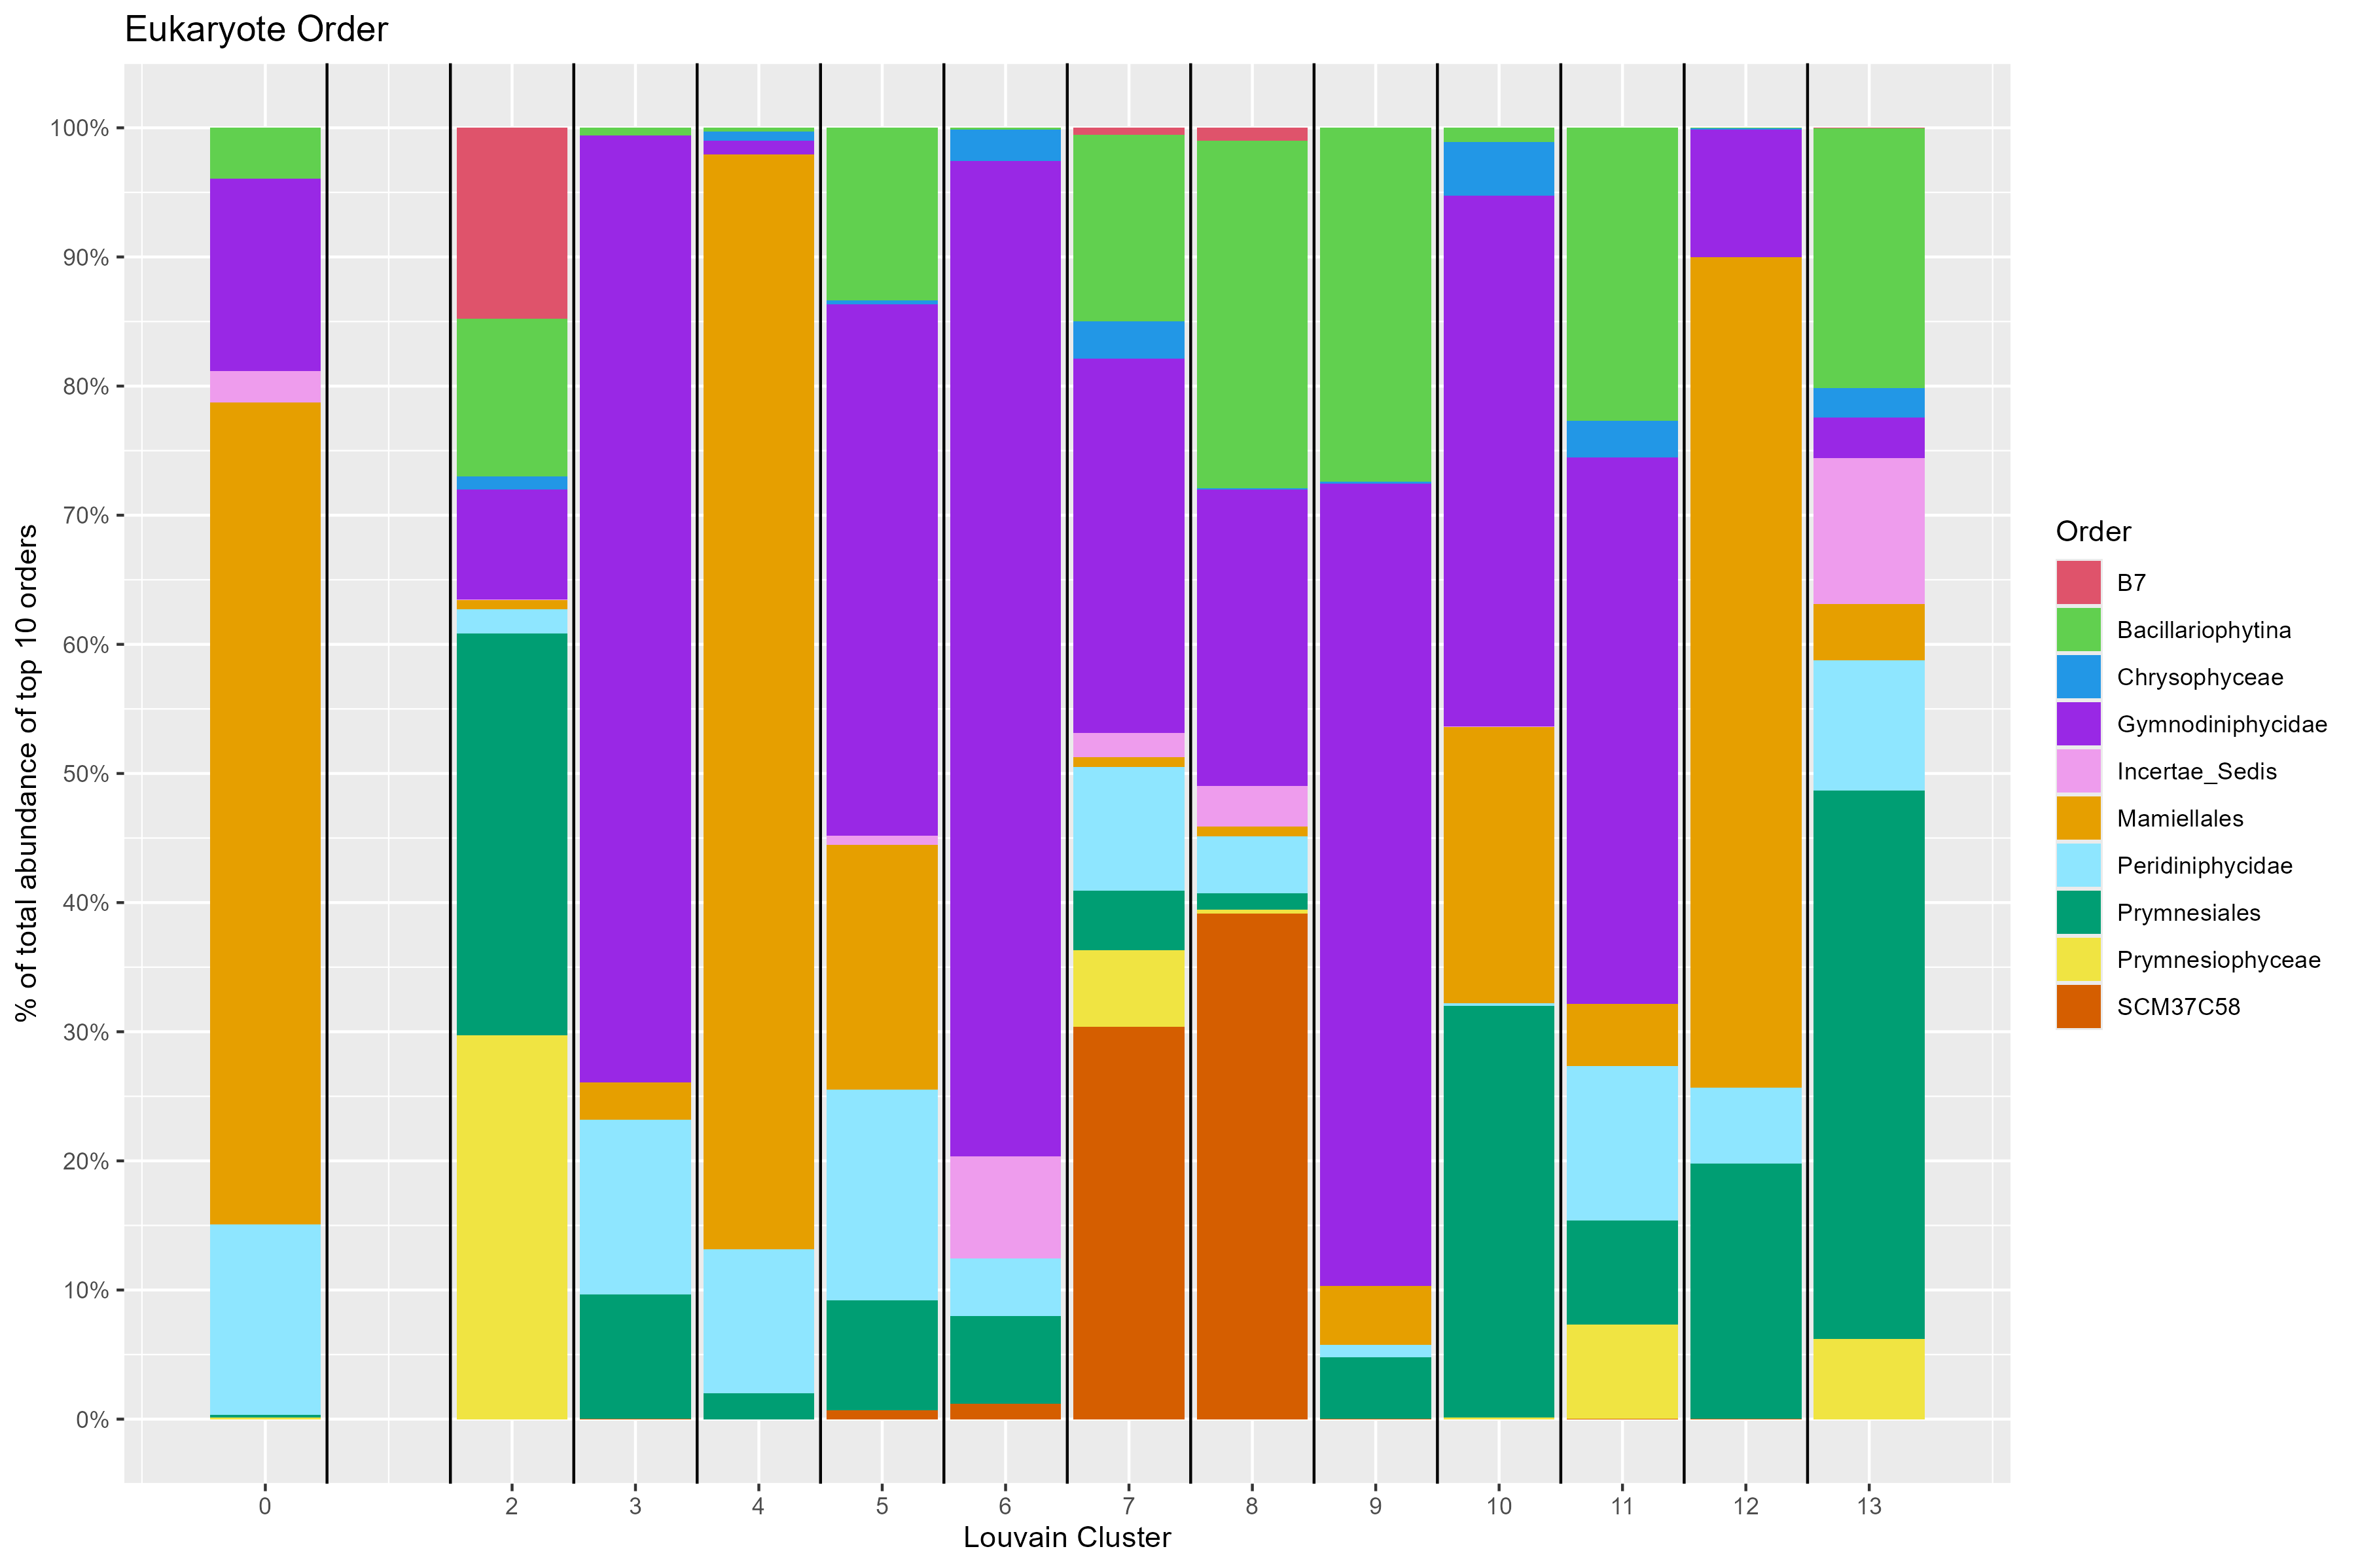 Eukaryote Order
% of total abundance of top 10 orders
100%
90%
80%
70%
60%
50%
40%
30%
20%
10%
0%
0 2 3 4 5 6 7 8 9 10 11 12 13
Louvain Cluster
Order
B7
Bacillariophytina
Chrysophyceae
Gymnodiniphycidae
Incertae_Sedis
Mamiellales
Peridiniphycidae
Prymnesiales
Prymnesiophyceae
SCM37C58